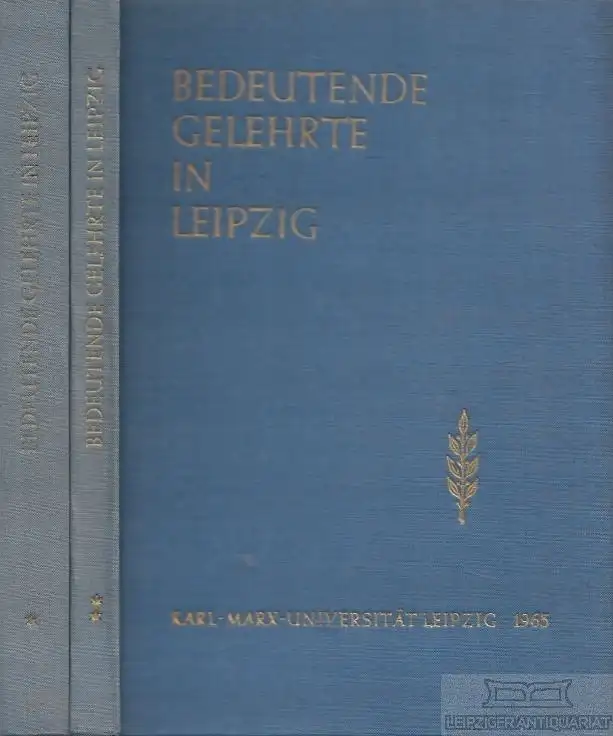 BEDEUTENDE GELEHRTE IN LEIPZIG
*
BEDEUTENDE GELEHRTE IN LEIPZIG
**
BEDEUTENDE
GELEHRTE
IN
LEIPZIG
KARL-MARX-UNIVERSITÄT LEIPZIG 1965
LEIPZIGER ANTIQUARIAT